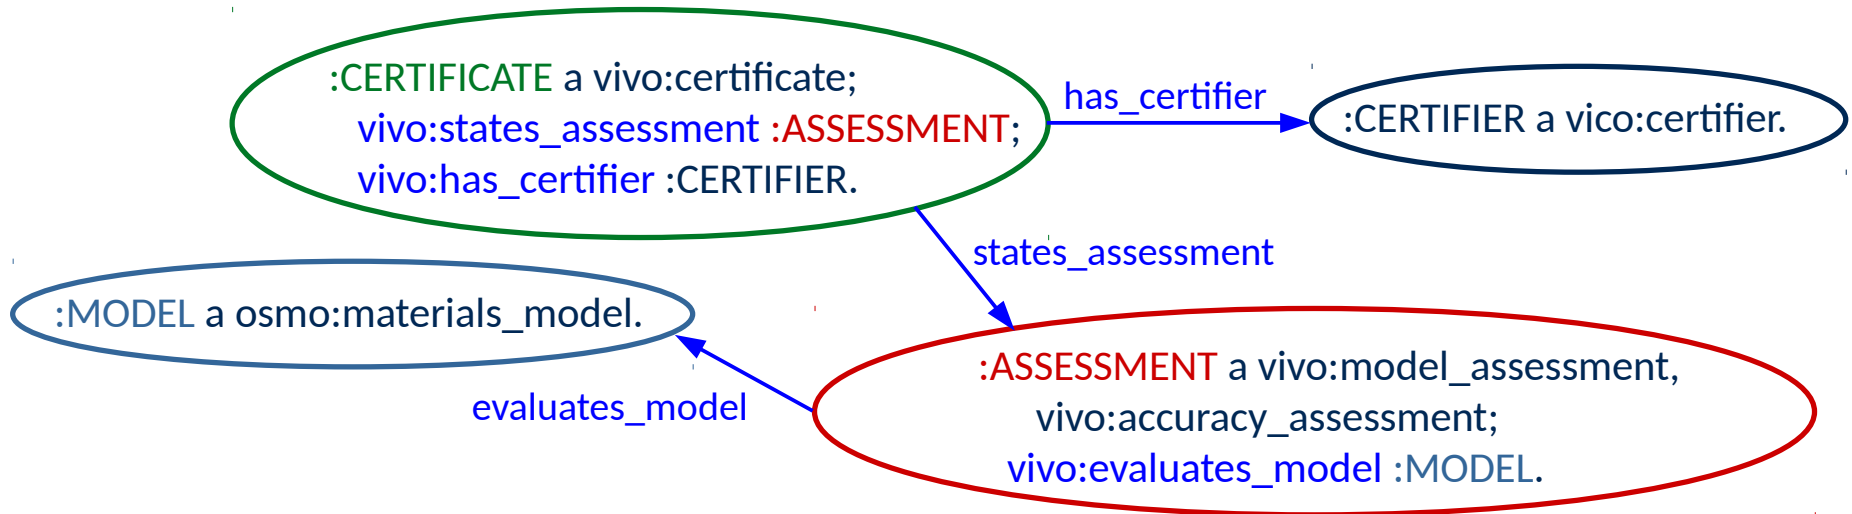 :CERTIFICATE a vivo:certificate;
vivo:states_assessment :ASSESSMENT;
vivo:has_certifier :CERTIFIER.
has_certifier
:CERTIFIER a vico:certifier.
states_assessment
:MODEL a osmo:materials_model.
evaluates_model
:ASSESSMENT a vivo:model_assessment,
vivo:accuracy_assessment;
vivo:evaluates_model :MODEL.